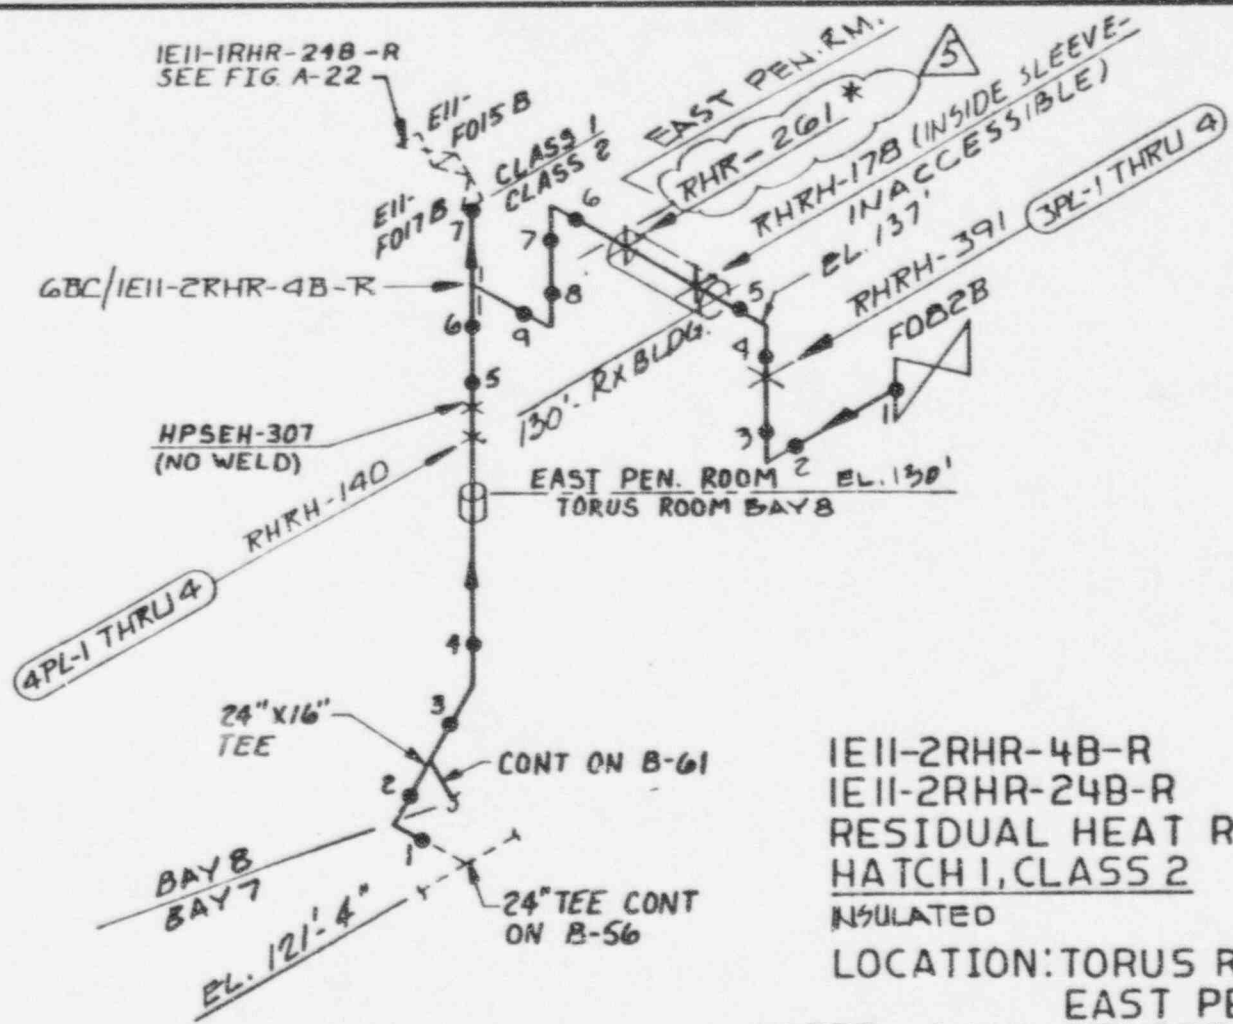 1E11-1RHR-24B-R
SEE FIG. A-22
E11-
F015B
CLASS 1
CLASS 2
E11-
F017B
7
6BC/1E11-2RHR-4B-R
6
5
HPSEH-307
(NO WELD)
RHRH-140
4PL-1 THRU 4
EAST PEN. RM.
5
RHR-261 *
RHRH-178 (INSIDE SLEEVE-
INACCESSIBLE)
EL. 137'
RHRH-391
3PL-1 THRU 4
F082B
6
7
8
9
5
4
3
2
1
130'- RX BLDG.
EAST PEN. ROOM EL. 130'
TORUS ROOM BAY 8
4
3
24"X16"
TEE
CONT ON B-61
2
1
BAY 8
BAY 7
EL. 121'-4"
24" TEE CONT
ON B-56
1E11-2RHR-4B-R
1E11-2RHR-24B-R
RESIDUAL HEAT R
HATCH 1, CLASS 2
INSULATED
LOCATION: TORUS R
EAST PE